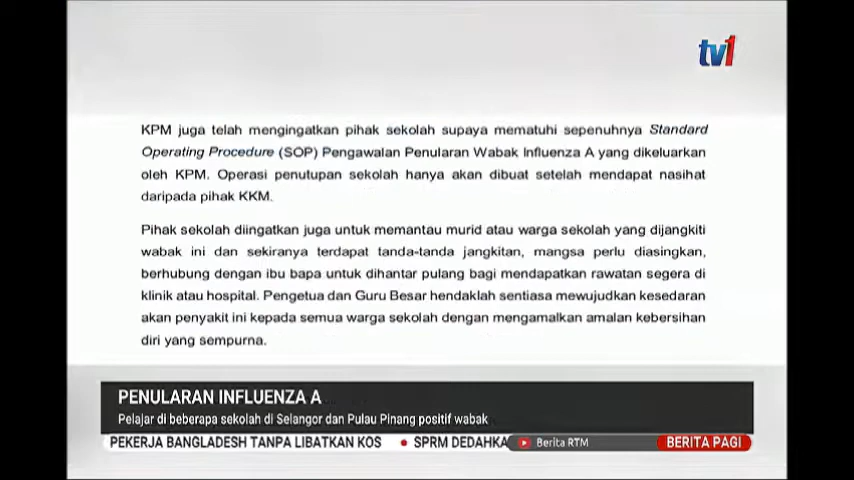 tv1
KPM juga telah mengingatkan pihak sekolah supaya mematuhi sepenuhnya Standard
Operating Procedure (SOP) Pengawalan Penularan Wabak Influenza A yang dikeluarkan
oleh KPM. Operasi penutupan sekolah hanya akan dibuat setelah mendapat nasihat
daripada pihak KKM.
Pihak sekolah diingatkan juga untuk memantau murid atau warga sekolah yang dijangkiti
wabak ini dan sekiranya terdapat tanda-tanda jangkitan, mangsa perlu diasingkan,
berhubung dengan ibu bapa untuk dihantar pulang bagi mendapatkan rawatan segera di
klinik atau hospital. Pengetua dan Guru Besar hendaklah sentiasa mewujudkan kesedaran
akan penyakit ini kepada semua warga sekolah dengan mengamalkan amalan kebersihan
diri yang sempurna.
PENULARAN INFLUENZA A
Pelajar di beberapa sekolah di Selangor dan Pulau Pinang positif wabak
PEKERJA BANGLADESH TANPA LIBATKAN KOS • SPRM DEDAHKA Berita RTM BERITA PAGI